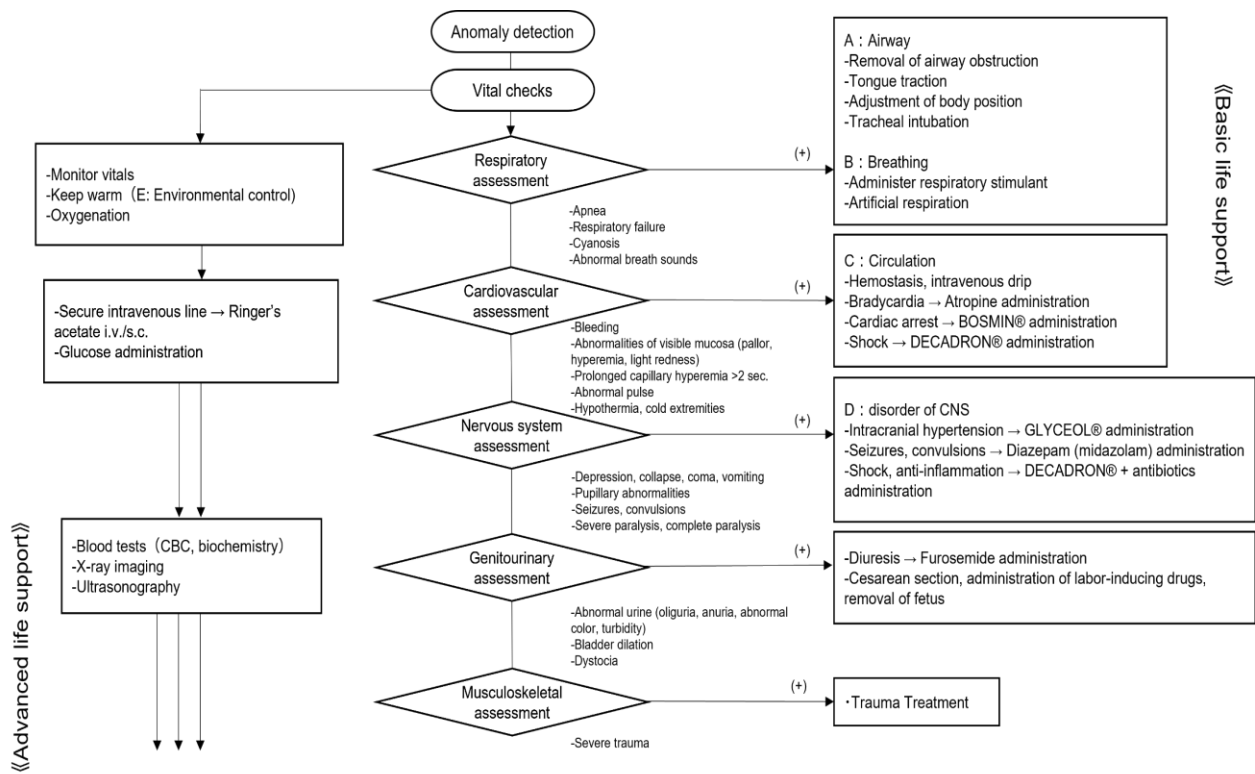 Anomaly detection
Vital checks
-Monitor vitals
-Keep warm（E: Environmental control)
-Oxygenation
-Secure intravenous line → Ringer's
acetate i.v./s.c.
-Glucose administration
-Blood tests（CBC, biochemistry）
-X-ray imaging
-Ultrasonography
《Advanced life support》
Respiratory
assessment
(+)
-Apnea
-Respiratory failure
-Cyanosis
-Abnormal breath sounds
Cardiovascular
assessment
(+)
-Bleeding
-Abnormalities of visible mucosa (pallor,
hyperemia, light redness)
-Prolonged capillary hyperemia >2 sec.
-Abnormal pulse
-Hypothermia, cold extremities
Nervous system
assessment
(+)
-Depression, collapse, coma, vomiting
-Pupillary abnormalities
-Seizures, convulsions
-Severe paralysis, complete paralysis
Genitourinary
assessment
(+)
-Abnormal urine (oliguria, anuria, abnormal
color, turbidity)
-Bladder dilation
-Dystocia
Musculoskeletal
assessment
(+)
-Severe trauma
A：Airway
-Removal of airway obstruction
-Tongue traction
-Adjustment of body position
-Tracheal intubation
B：Breathing
-Administer respiratory stimulant
-Artificial respiration
C：Circulation
-Hemostasis, intravenous drip
-Bradycardia → Atropine administration
-Cardiac arrest → BOSMIN® administration
-Shock → DECADRON® administration
D：disorder of CNS
-Intracranial hypertension → GLYCEOL® administration
-Seizures, convulsions → Diazepam (midazolam) administration
-Shock, anti-inflammation → DECADRON® + antibiotics
administration
-Diuresis → Furosemide administration
-Cesarean section, administration of labor-inducing drugs,
removal of fetus
・Trauma Treatment
《Basic life support》